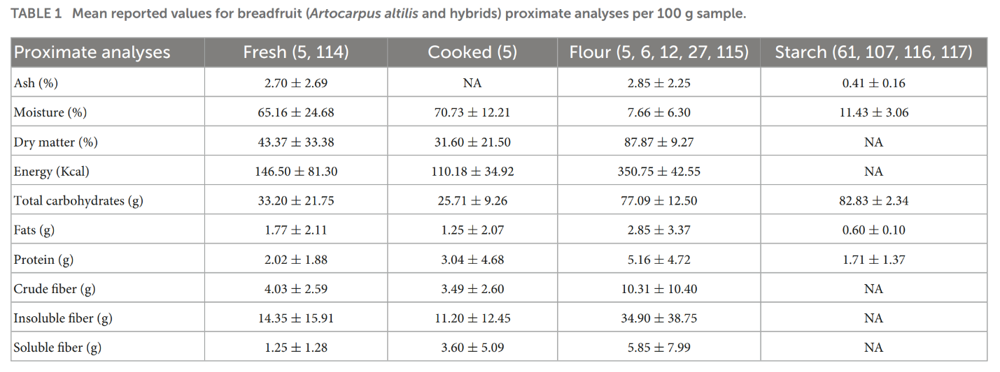 TABLE 1 Mean reported values for breadfruit (Artocarpus altilis and hybrids) proximate analyses per 100 g sample.
Proximate analyses Fresh (5, 114) Cooked (5) Flour (5, 6, 12, 27, 115) Starch (61, 107, 116, 117)
Ash (%) 2.70 ± 2.69 NA 2.85 ± 2.25 0.41 ± 0.16
Moisture (%) 65.16 ± 24.68 70.73 ± 12.21 7.66 ± 6.30 11.43 ± 3.06
Dry matter (%) 43.37 ± 33.38 31.60 ± 21.50 87.87 ± 9.27 NA
Energy (Kcal) 146.50 ± 81.30 110.18 ± 34.92 350.75 ± 42.55 NA
Total carbohydrates (g) 33.20 ± 21.75 25.71 ± 9.26 77.09 ± 12.50 82.83 ± 2.34
Fats (g) 1.77 ± 2.11 1.25 ± 2.07 2.85 ± 3.37 0.60 ± 0.10
Protein (g) 2.02 ± 1.88 3.04 ± 4.68 5.16 ± 4.72 1.71 ± 1.37
Crude fiber (g) 4.03 ± 2.59 3.49 ± 2.60 10.31 ± 10.40 NA
Insoluble fiber (g) 14.35 ± 15.91 11.20 ± 12.45 34.90 ± 38.75 NA
Soluble fiber (g) 1.25 ± 1.28 3.60 ± 5.09 5.85 ± 7.99 NA